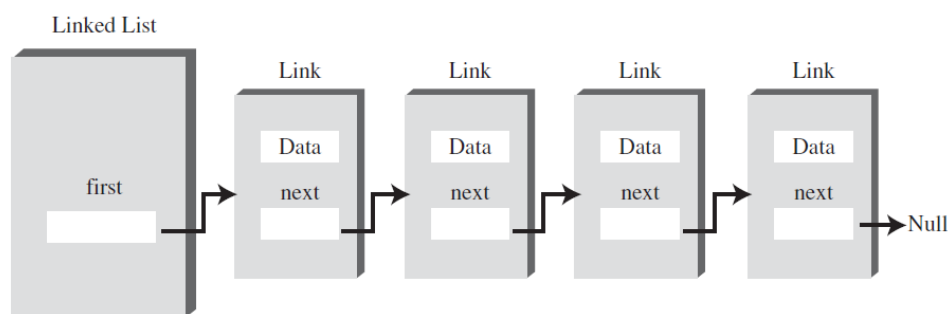 Linked List
Link Link Link Link
Data Data Data Data
first next next next next
Null